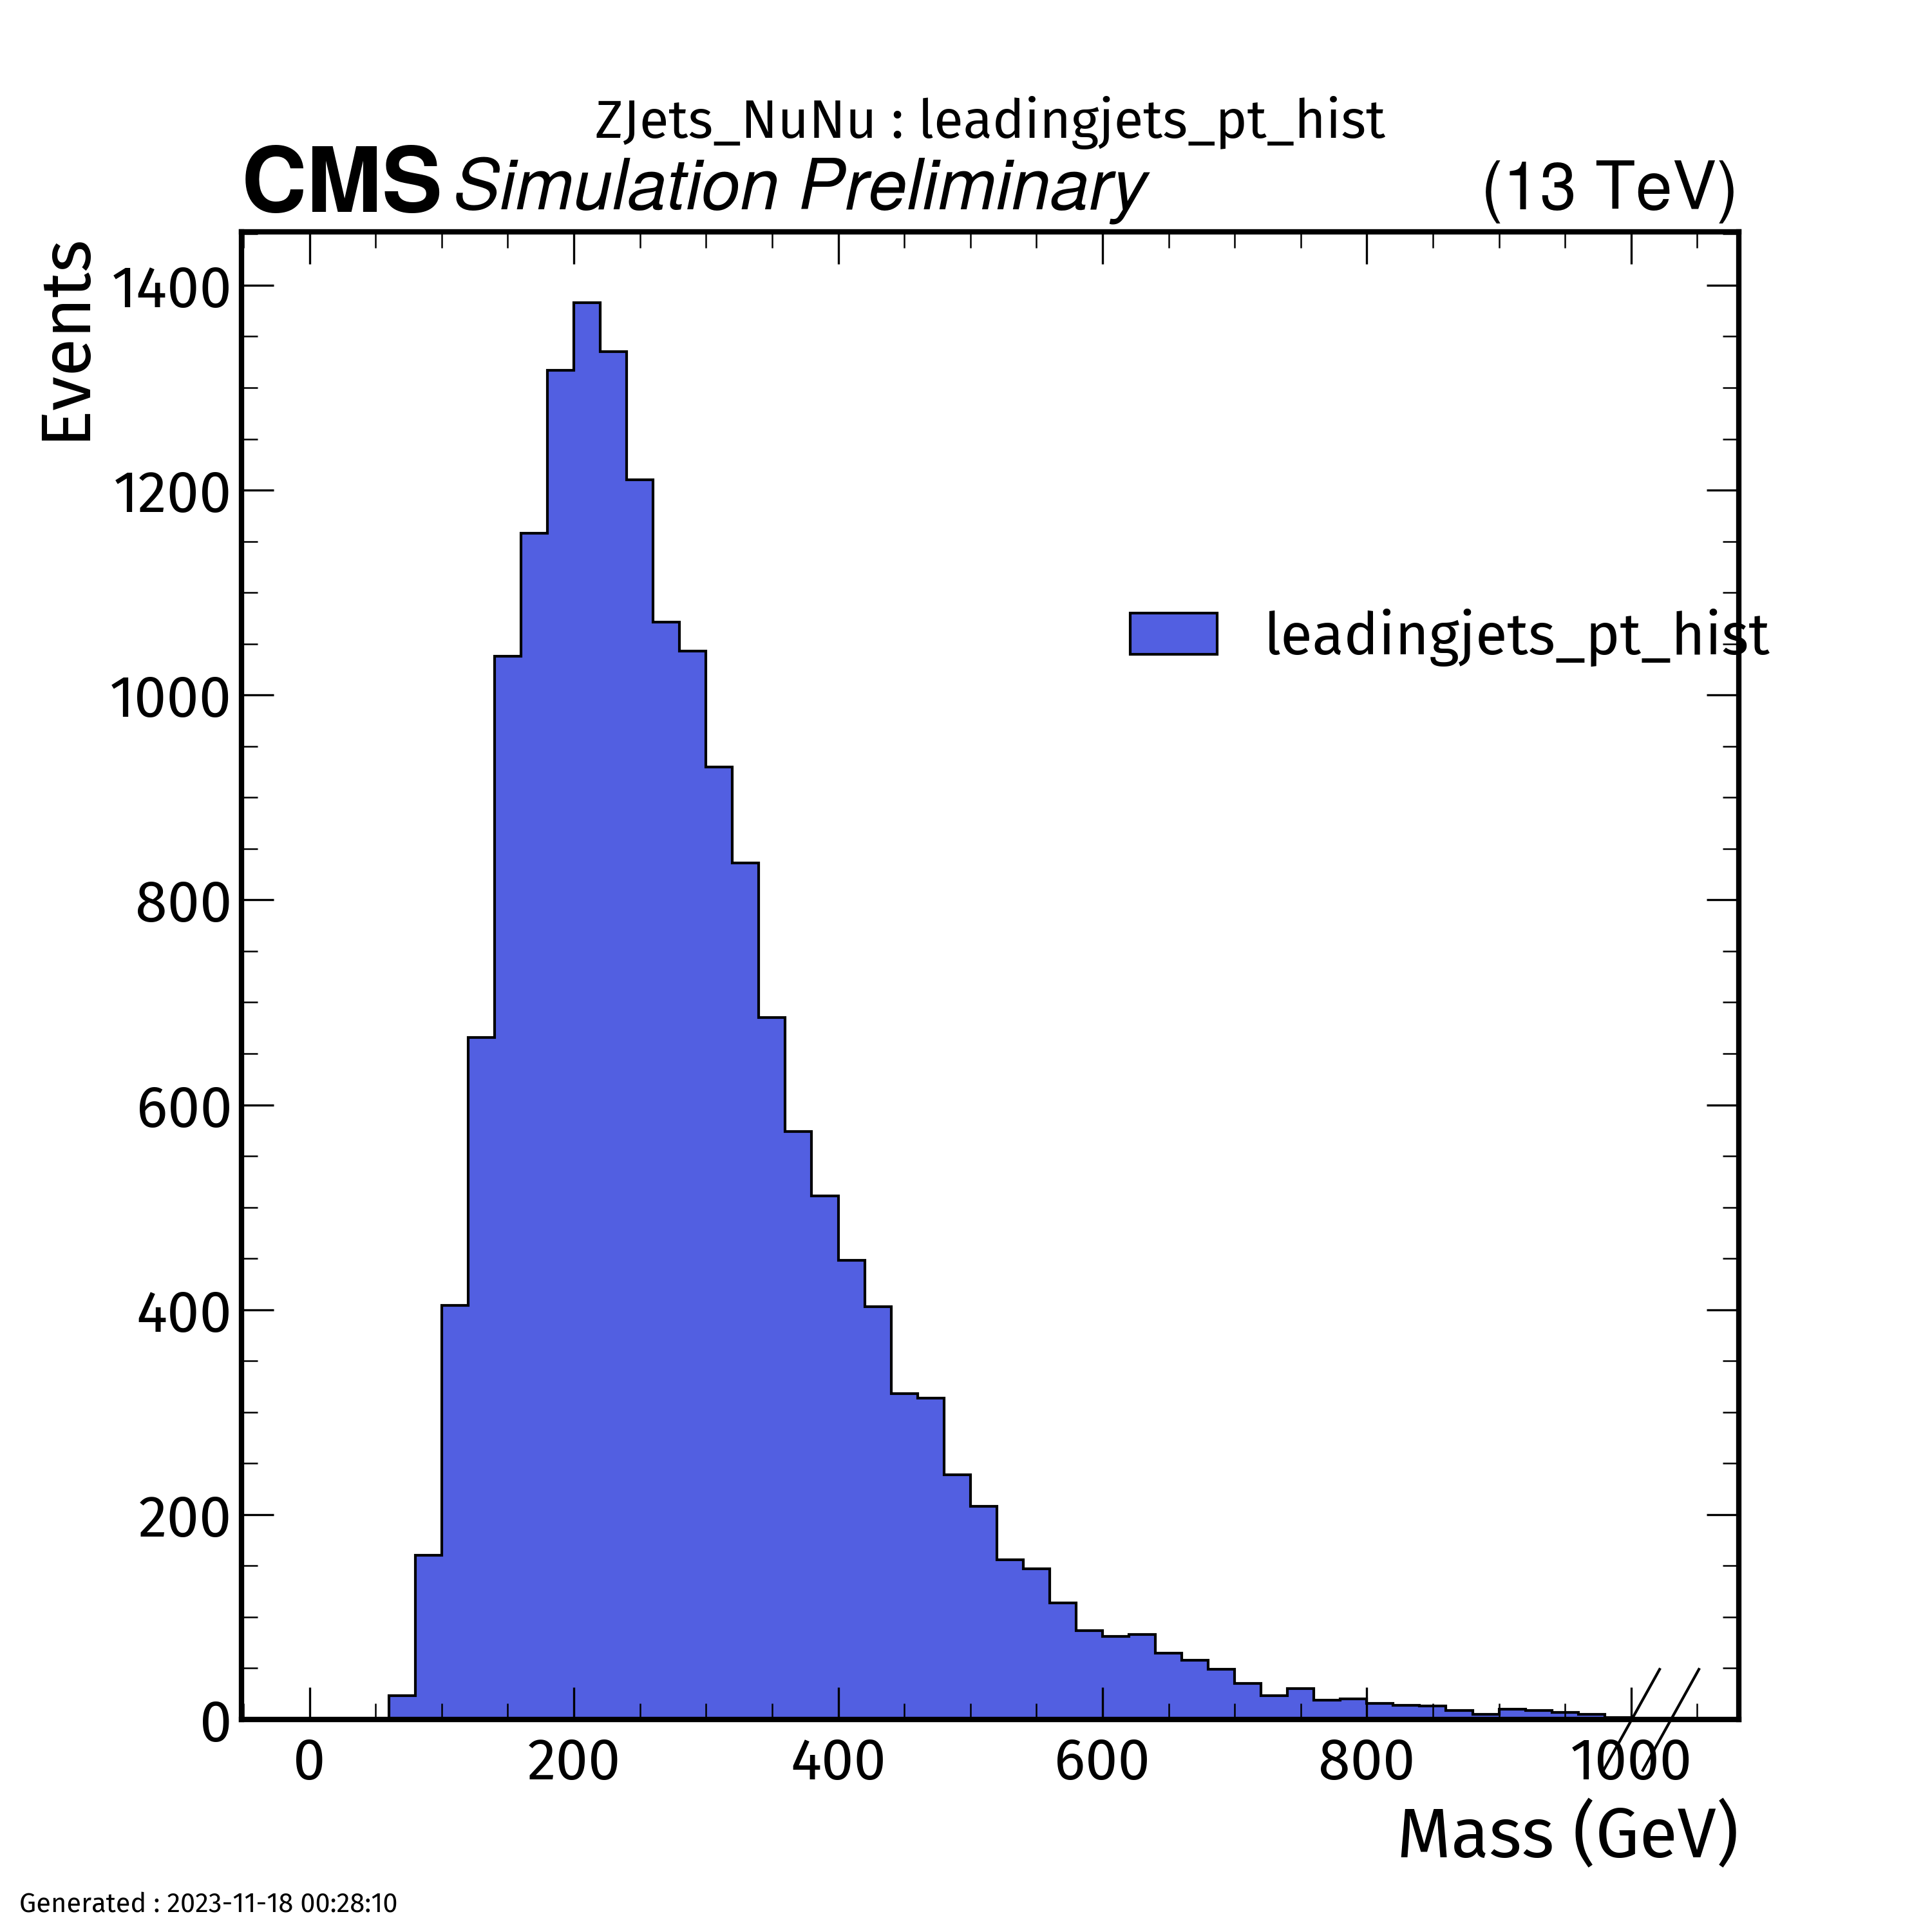 ZJets_NuNu : leadingjets_pt_hist
CMS Simulation Preliminary (13 TeV)
Events
1400
1200
1000
800
600
400
200
0
leadingjets_pt_hist
0 200 400 600 800 1000
Mass (GeV)
Generated : 2023-11-18 00:28:10